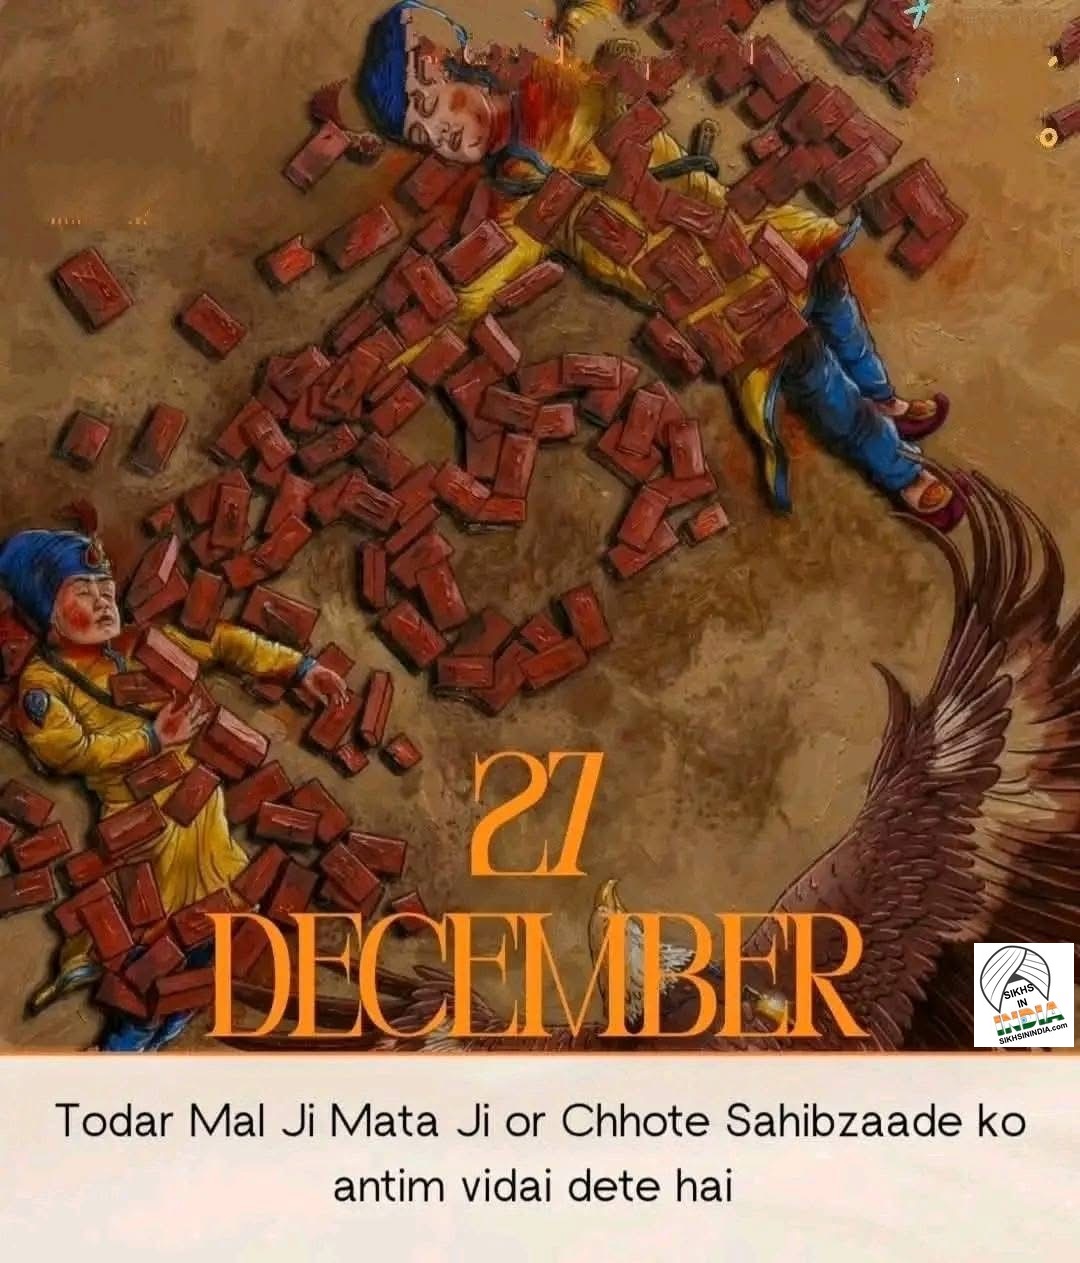 27
DECEMBER
SIKHS
IN
INDIA
SIKHSININDIA.com
Todar Mal Ji Mata Ji or Chhote Sahibzaade ko
antim vidai dete hai